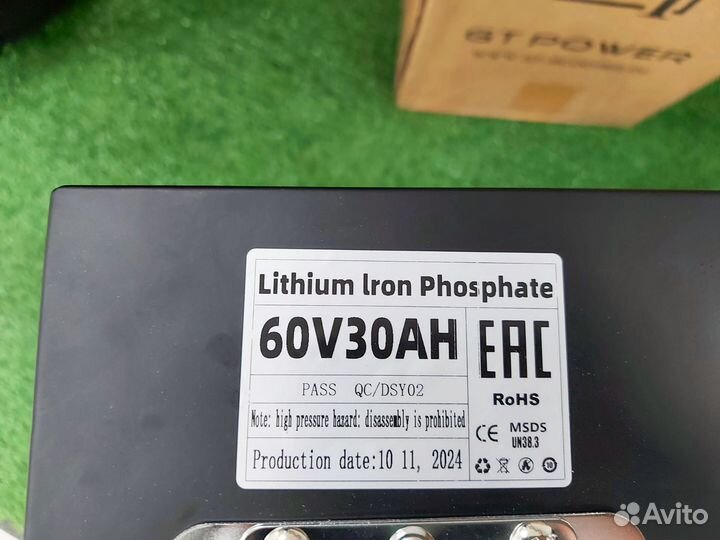 GT POWER
Lithium Iron Phosphate
60V30AH
PASS QC/DSY02
Note: high pressure hazard: disassembly is prohibited
Production date:10 11, 2024
EAC
RoHS
CE MSDS
UN38.3
10
Avito